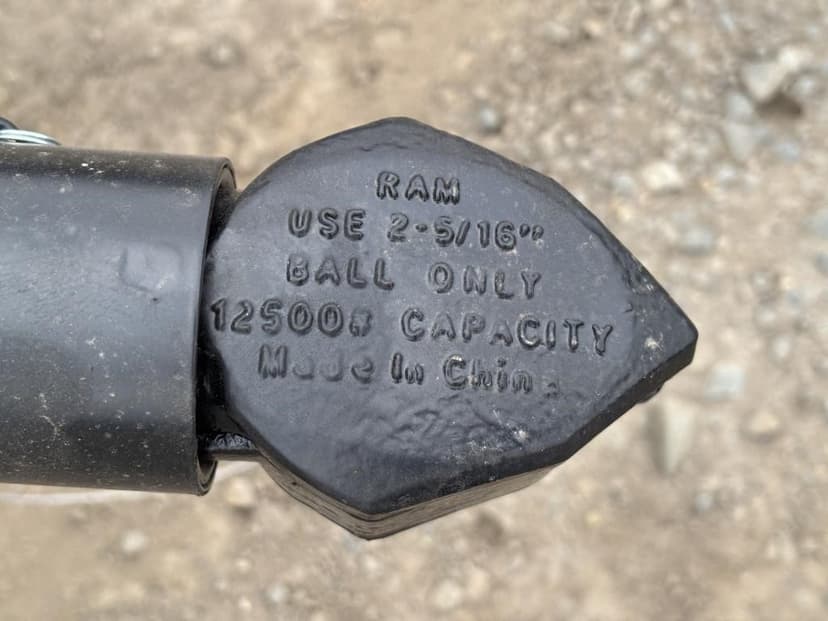 RAM
USE 2-5/16"
BALL ONLY
12500# CAPACITY
Made In China